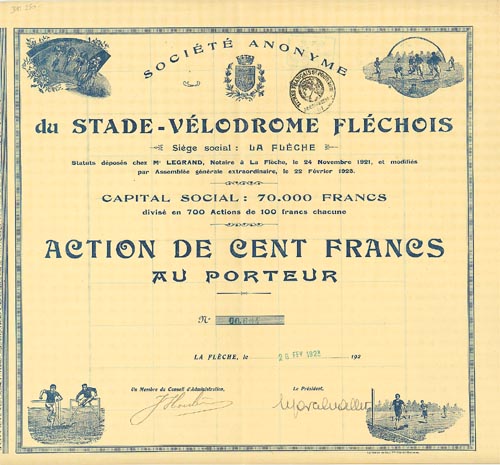 SOCIÉTÉ ANONYME
du STADE-VÉLODROME FLÉCHOIS
Siège social : LA FLÈCHE
Statuts déposés chez Me LEGRAND, Notaire à La Flèche, le 24 Novembre 1921, et modifiés
par Assemblée générale extraordinaire, le 22 Février 1923.
CAPITAL SOCIAL : 70.000 FRANCS
divisé en 700 Actions de 100 francs chacune
ACTION DE CENT FRANCS
AU PORTEUR
No
LA FLÈCHE, le 28 FEV 1923 192
Un Membre du Conseil d'Administration,
Le Président,